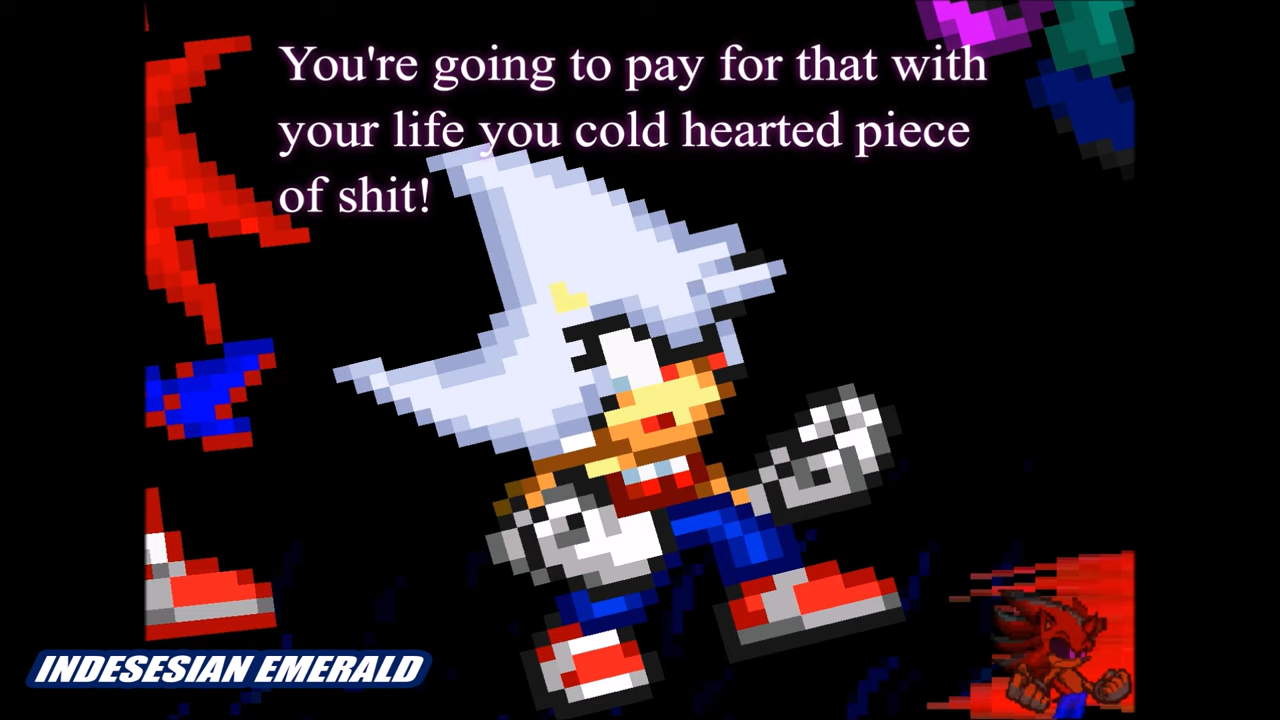 You're going to pay for that with
your life you cold hearted piece
of shit!
INDESESIAN EMERALD